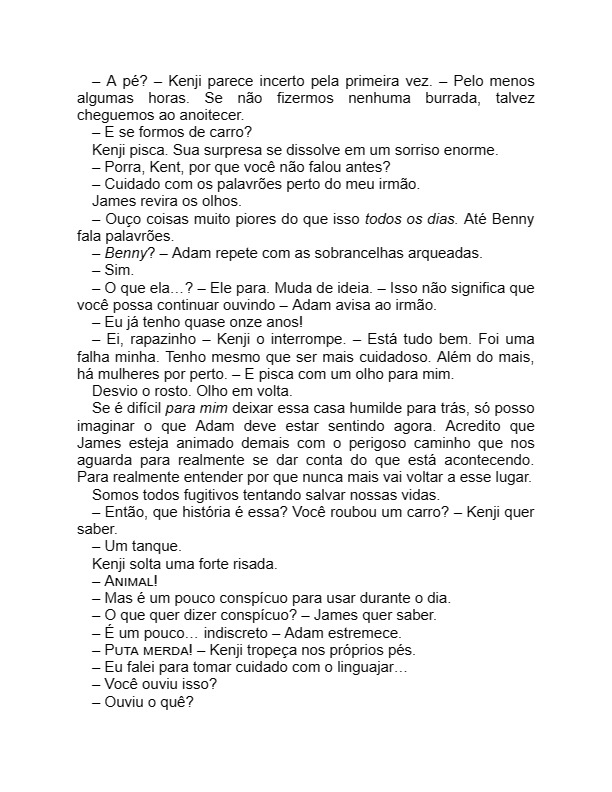 – A pé? – Kenji parece incerto pela primeira vez. – Pelo menos
algumas horas. Se não fizermos nenhuma burrada, talvez
cheguemos ao anoitecer.
– E se formos de carro?
Kenji pisca. Sua surpresa se dissolve em um sorriso enorme.
– Porra, Kent, por que você não falou antes?
– Cuidado com os palavrões perto do meu irmão.
James revira os olhos.
– Ouço coisas muito piores do que isso todos os dias. Até Benny
fala palavrões.
– Benny? – Adam repete com as sobrancelhas arqueadas.
– Sim.
– O que ela…? – Ele para. Muda de ideia. – Isso não significa que
você possa continuar ouvindo – Adam avisa ao irmão.
– Eu já tenho quase onze anos!
– Ei, rapazinho – Kenji o interrompe. – Está tudo bem. Foi uma
falha minha. Tenho mesmo que ser mais cuidadoso. Além do mais,
há mulheres por perto. – E pisca com um olho para mim.
Desvio o rosto. Olho em volta.
Se é difícil para mim deixar essa casa humilde para trás, só posso
imaginar o que Adam deve estar sentindo agora. Acredito que
James esteja animado demais com o perigoso caminho que nos
aguarda para realmente se dar conta do que está acontecendo.
Para realmente entender por que nunca mais vai voltar a esse lugar.
Somos todos fugitivos tentando salvar nossas vidas.
– Então, que história é essa? Você roubou um carro? – Kenji quer
saber.
– Um tanque.
Kenji solta uma forte risada.
– ANIMAL!
– Mas é um pouco conspícuo para usar durante o dia.
– O que quer dizer conspícuo? – James quer saber.
– É um pouco… indiscreto – Adam estremece.
– PUTA MERDA! – Kenji tropeça nos próprios pés.
– Eu falei para tomar cuidado com o linguajar…
– Você ouviu isso?
– Ouviu o quê?